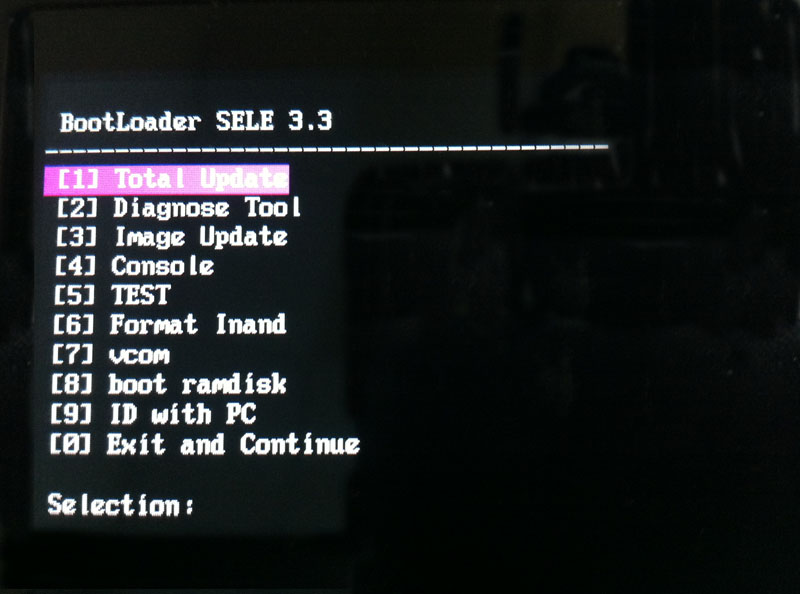 BootLoader SELE 3.3
--------------------------------------------------------------
[1] Total Update
[2] Diagnose Tool
[3] Image Update
[4] Console
[5] TEST
[6] Format Inand
[7] vcom
[8] boot ramdisk
[9] ID with PC
[0] Exit and Continue
Selection: